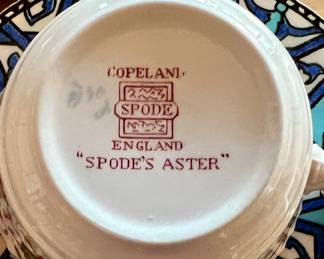 COPELAND
SPODE
ENGLAND
"SPODE'S ASTER"